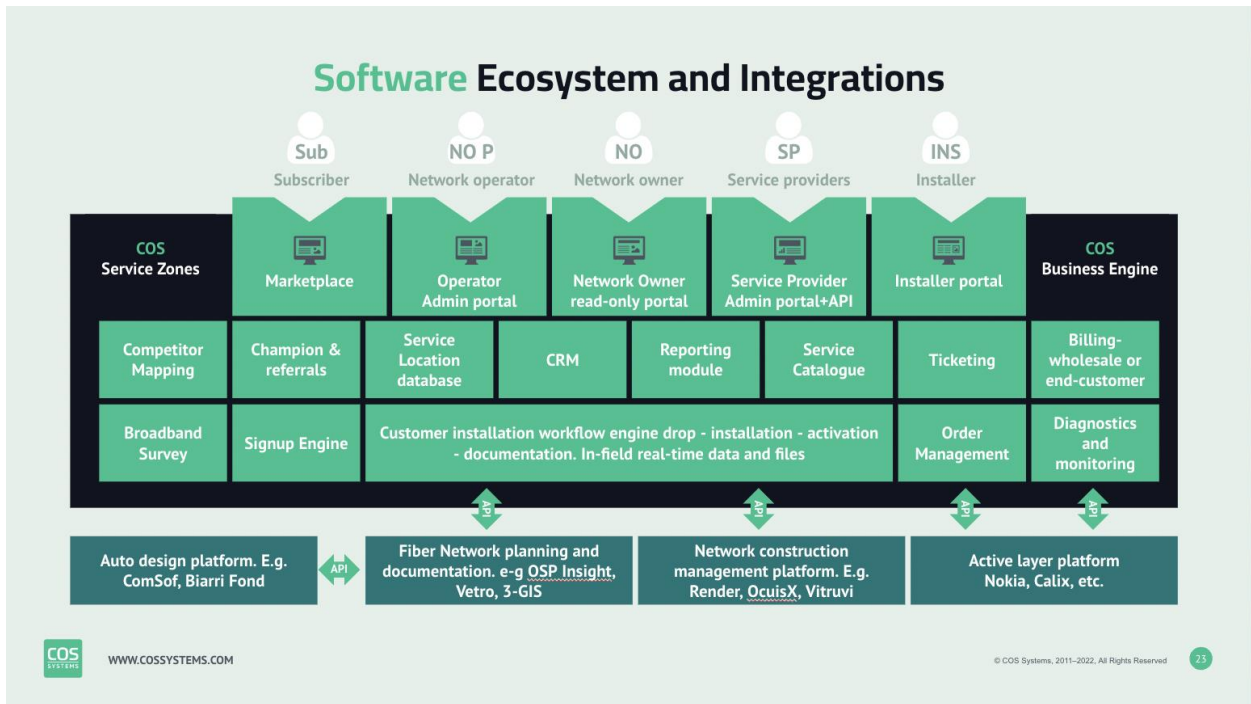 Software Ecosystem and Integrations
Sub
NO P
NO
SP
INS
Subscriber
Network operator
Network owner
Service providers
Installer
COS
Service Zones
Marketplace
Operator
Admin portal
Network Owner
read-only portal
Service Provider
Admin portal+API
Installer portal
COS
Business Engine
Competitor
Mapping
Champion &
referrals
Service
Location
database
CRM
Reporting
module
Service
Catalogue
Ticketing
Billing-
wholesale or
end-customer
Broadband
Survey
Signup Engine
Customer installation workflow engine drop - installation - activation
- documentation. In-field real-time data and files
Order
Management
Diagnostics
and
monitoring
API
API
API
API
Auto design platform. E.g.
ComSof, Biarri Fond
API
Fiber Network planning and
documentation. e-g OSP Insight,
Vetro, 3-GIS
Network construction
management platform. E.g.
Render, OcuisX, Vitruvi
Active layer platform
Nokia, Calix, etc.
COS
SYSTEMS
WWW.COSSYSTEMS.COM
© COS Systems, 2011–2022, All Rights Reserved
23